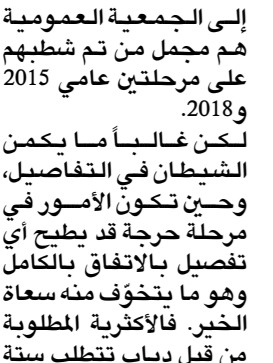 إلى الجمعية العمومية
هم مجمل من تم شطبهم
على مرحلتين عامي 2015
و2018.
لكن غالباً ما يكمن
الشيطان في التفاصيل،
وحين تكون الأمور في
مرحلة حرجة قد يطيح أي
تفصيل بالاتفاق بالكامل
وهو ما يتخوّف منه سعاة
الخير. فالأكثرية المطلوبة
من قبل دياب تتطلب ستة